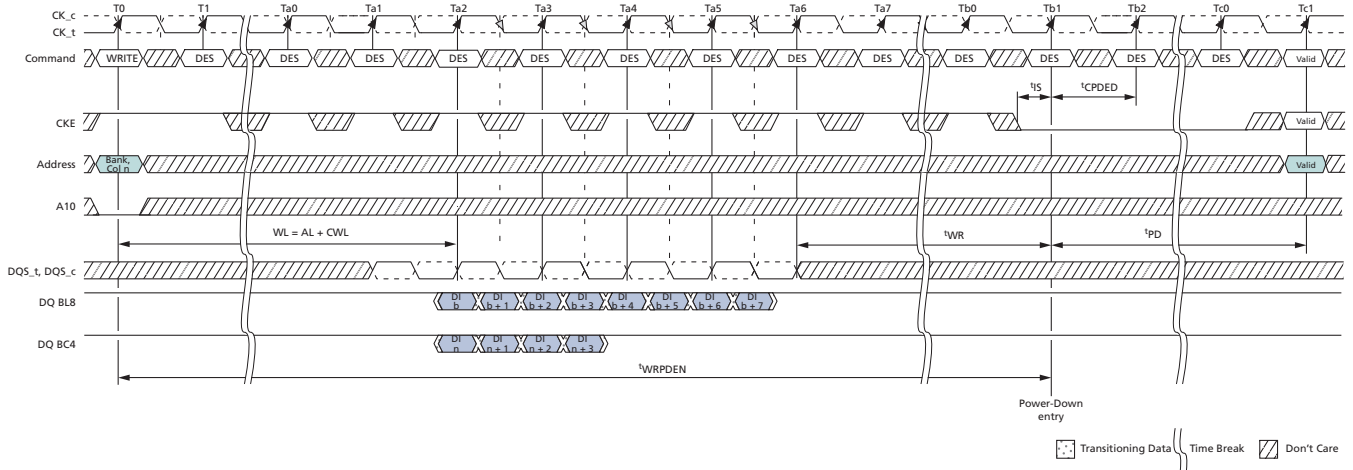 T0 T1 Ta0 Ta1 Ta2 Ta3 Ta4 Ta5 Ta6 Ta7 Tb0 Tb1 Tb2 Tc0 Tc1
CK_c
CK_t
Command WRITE DES DES DES DES DES DES DES DES DES DES DES DES DES Valid
tIS tCPDED
CKE Valid
Address Bank, Col n Valid
A10
WL = AL + CWL tWR tPD
DQS_t, DQS_c
DQ BL8 DI b DI b + 1 DI b + 2 DI b + 3 DI b + 4 DI b + 5 DI b + 6 DI b + 7
DQ BC4 DI n DI n + 1 DI n + 2 DI n + 3
tWRPDEN
Power-Down
entry
Transitioning Data Time Break Don't Care